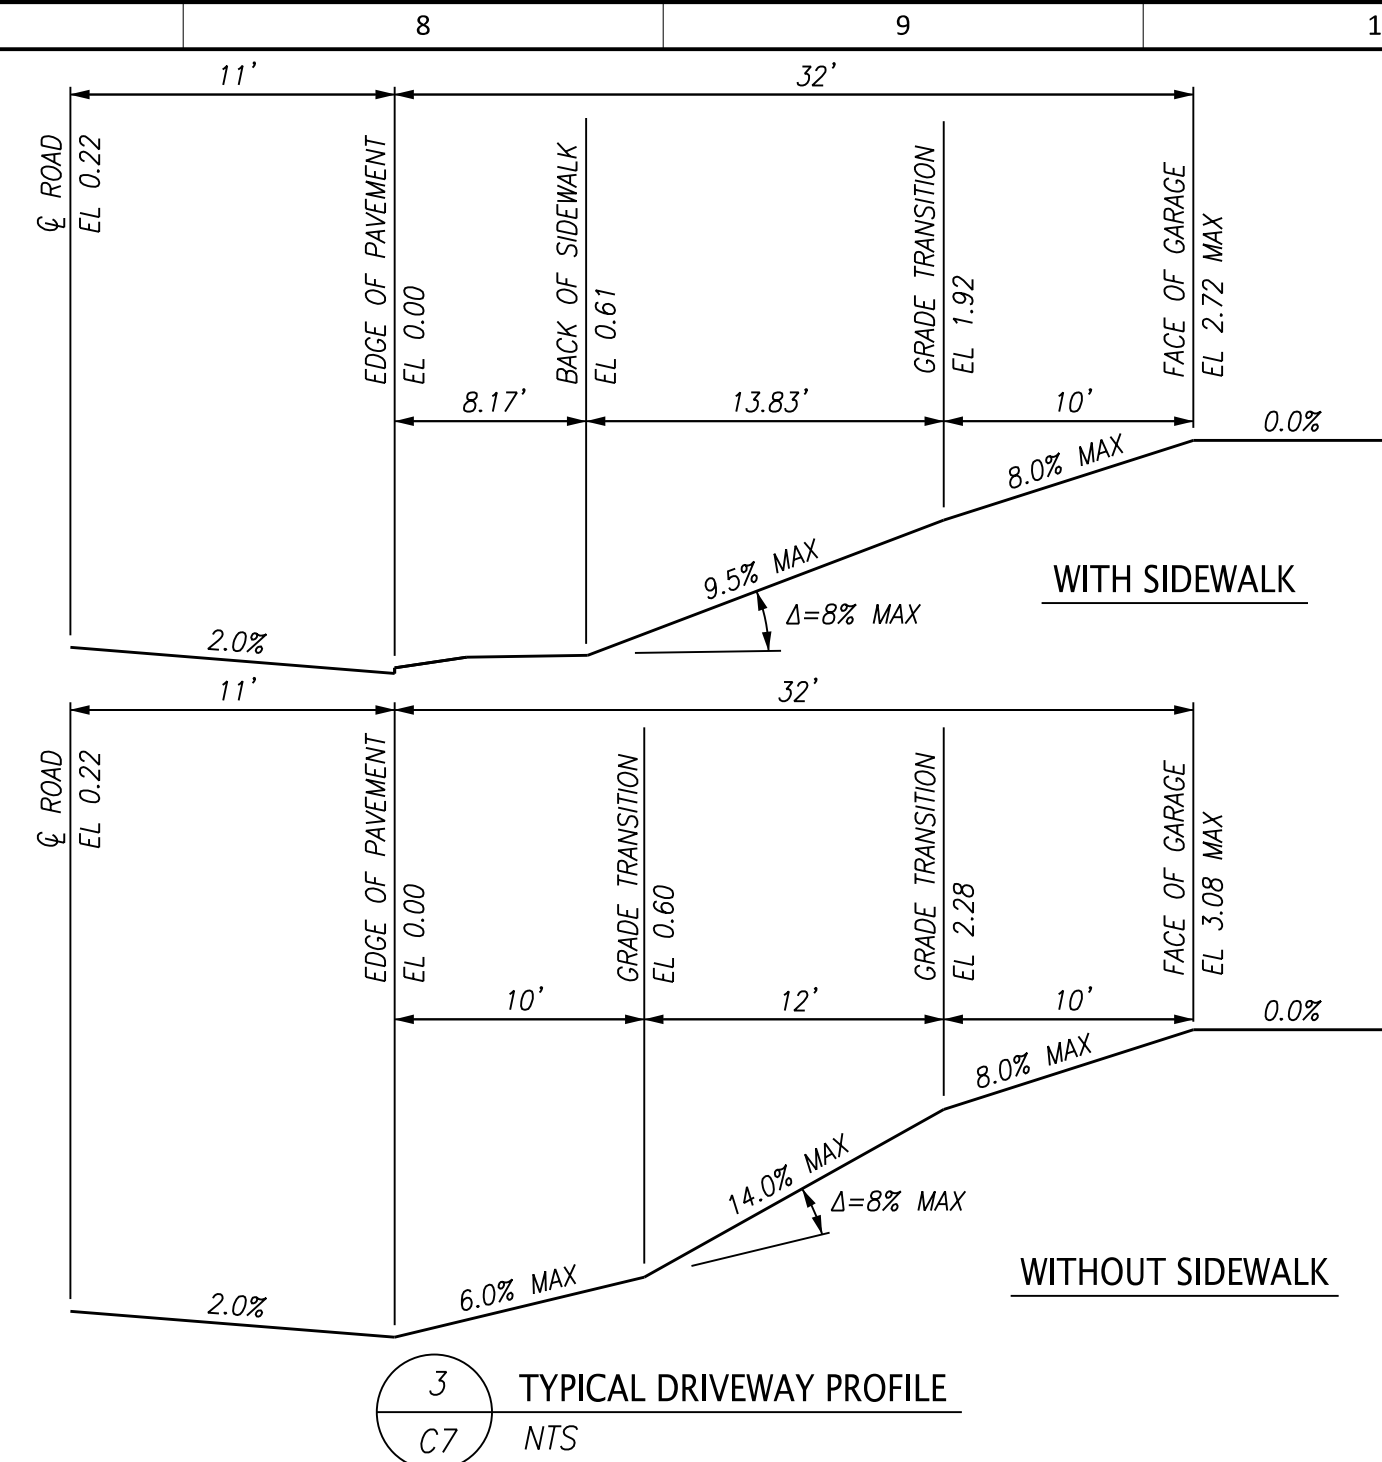 8
9
1
11'
32'
℄ ROAD
EL 0.22
EDGE OF PAVEMENT
EL 0.00
BACK OF SIDEWALK
EL 0.61
GRADE TRANSITION
EL 1.92
FACE OF GARAGE
EL 2.72 MAX
8.17'
13.83'
10'
0.0%
8.0% MAX
9.5% MAX
Δ=8% MAX
WITH SIDEWALK
2.0%
11'
32'
℄ ROAD
EL 0.22
EDGE OF PAVEMENT
EL 0.00
GRADE TRANSITION
EL 0.60
GRADE TRANSITION
EL 2.28
FACE OF GARAGE
EL 3.08 MAX
10'
12'
10'
0.0%
8.0% MAX
14.0% MAX
Δ=8% MAX
WITHOUT SIDEWALK
6.0% MAX
2.0%
3
C7
TYPICAL DRIVEWAY PROFILE
NTS